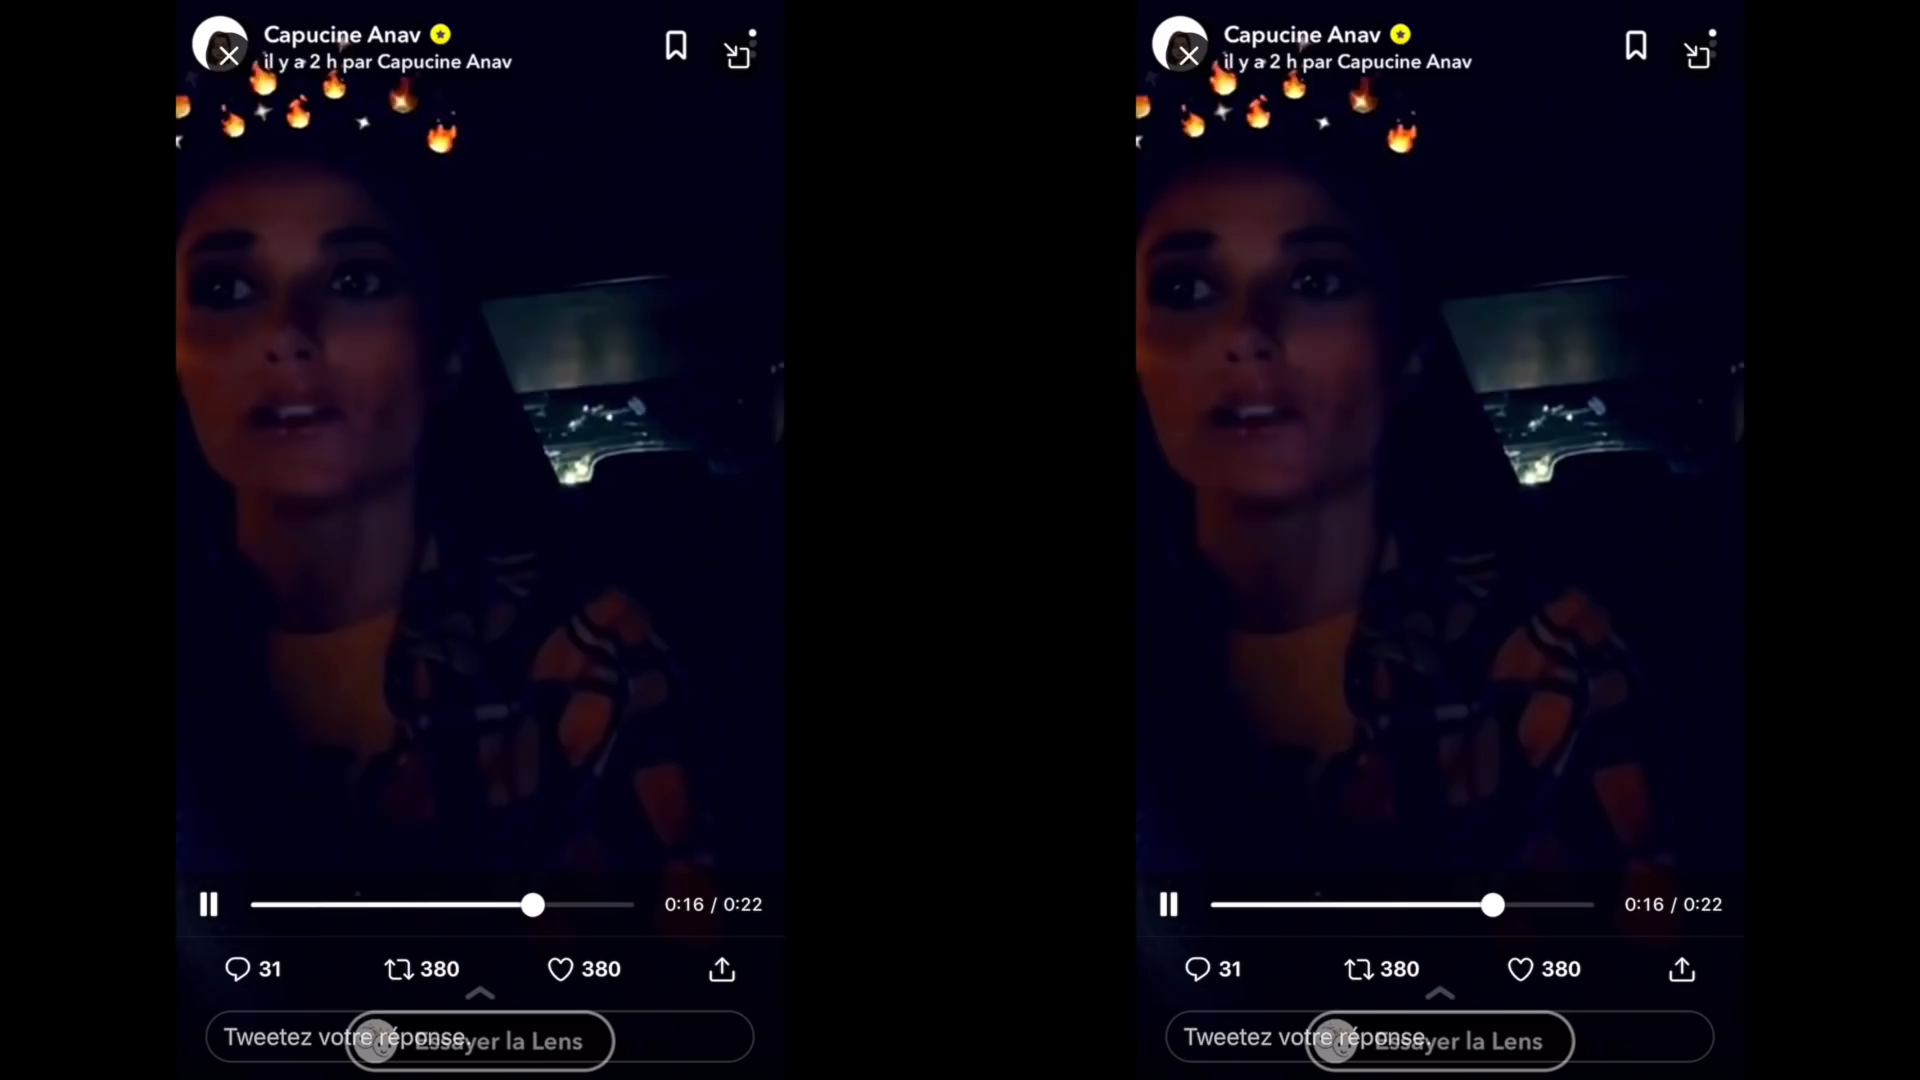 Capucine Anav
il y a 2 h par Capucine Anav
0:16 / 0:22
31
380
380
Tweetez votre réponse.
Essayer la Lens
Capucine Anav
il y a 2 h par Capucine Anav
0:16 / 0:22
31
380
380
Tweetez votre réponse.
Essayer la Lens